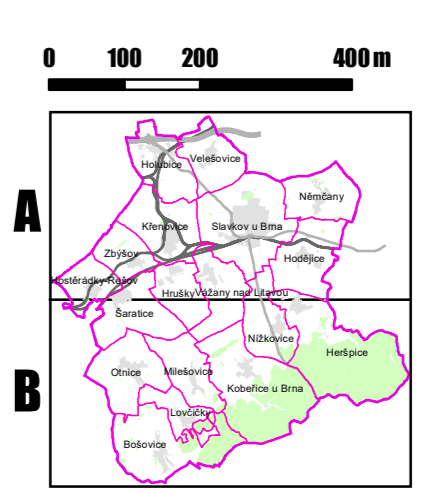 0 100 200 400 m
A
Holubice
Velešovice
Němčany
Křenovice
Slavkov u Brna
Zbýšov
Hodějice
Hostěrádky-Rešov
Hrušky
Vážany nad Litavou
Šaratice
B
Nížkovice
Heršpice
Otnice
Milešovice
Kobeřice u Brna
Lovčičky
Bošovice